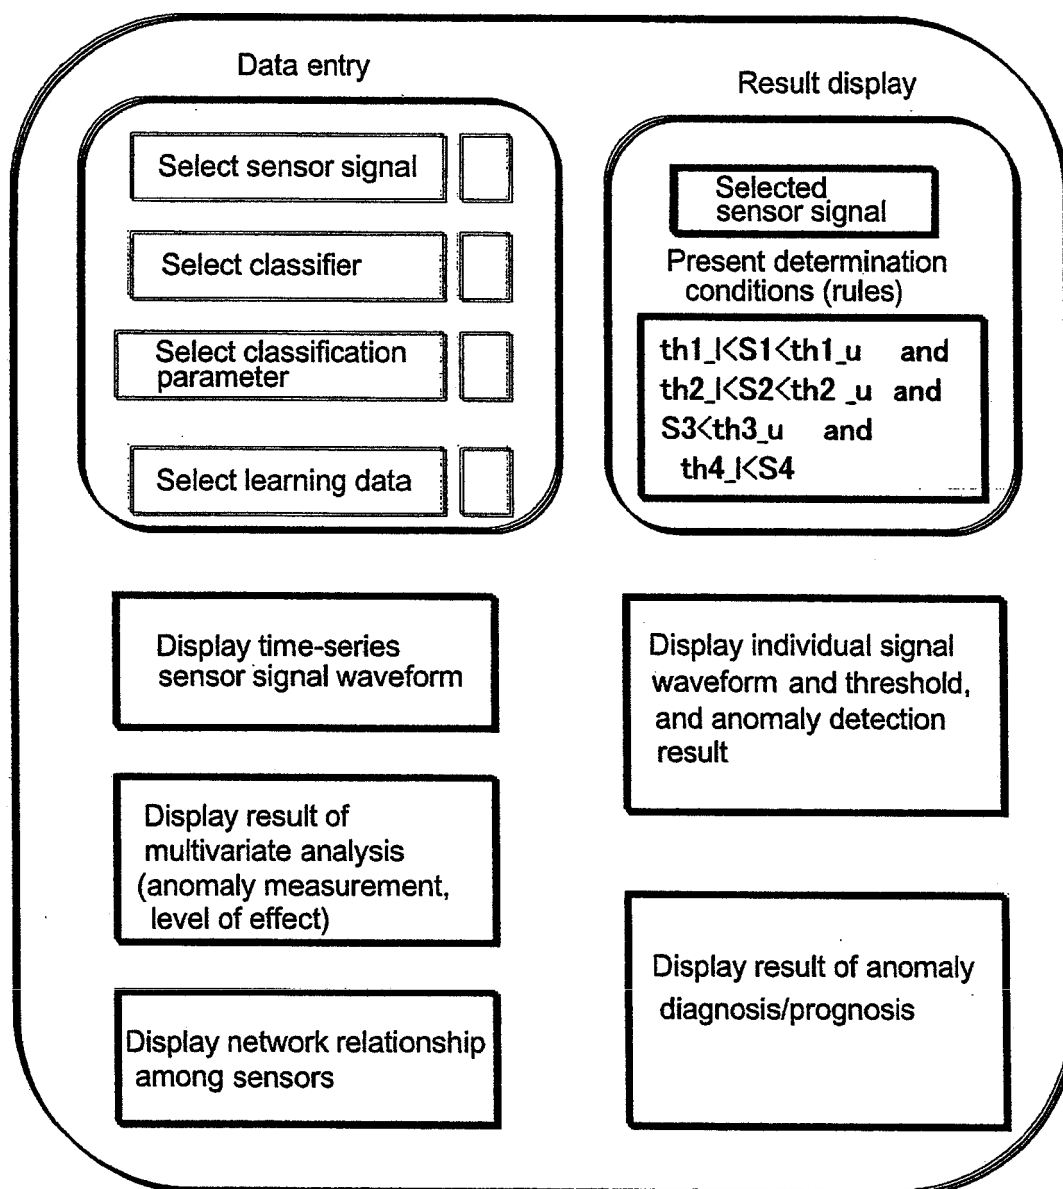 Data entry
Select sensor signal
Select classifier
Select classification
parameter
Select learning data
Result display
Selected
sensor signal
Present determination
conditions (rules)
th1_l<S1<th1_u and
th2_l<S2<th2 _u and
S3<th3_u and
th4_l<S4
Display time-series
sensor signal waveform
Display result of
multivariate analysis
(anomaly measurement,
level of effect)
Display network relationship
among sensors
Display individual signal
waveform and threshold,
and anomaly detection
result
Display result of anomaly
diagnosis/prognosis